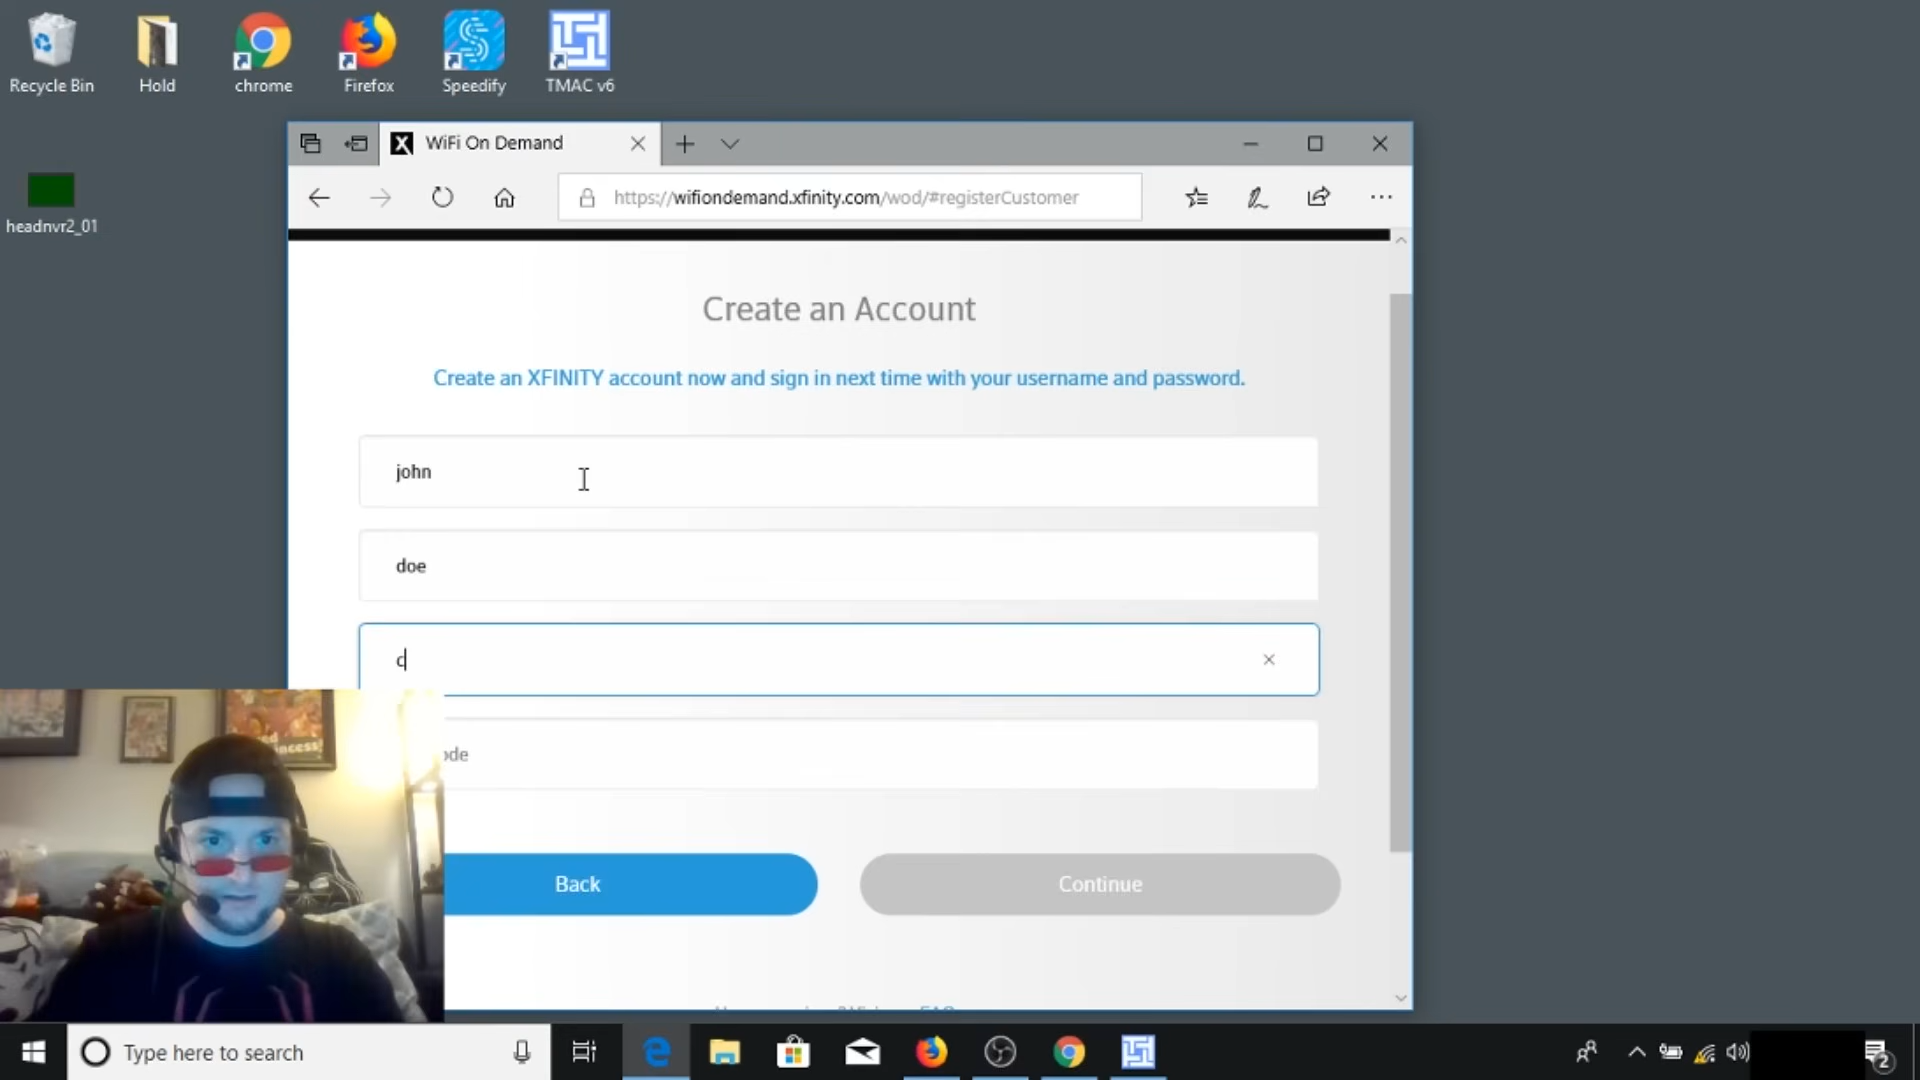 Recycle Bin
Hold
chrome
Firefox
Speedify
TMAC v6
headnvr2_01
WiFi On Demand
https://wifiondemand.xfinity.com/wod/#registerCustomer
Create an Account
Create an XFINITY account now and sign in next time with your username and password.
john
doe
c
ode
Back
Continue
Type here to search
2